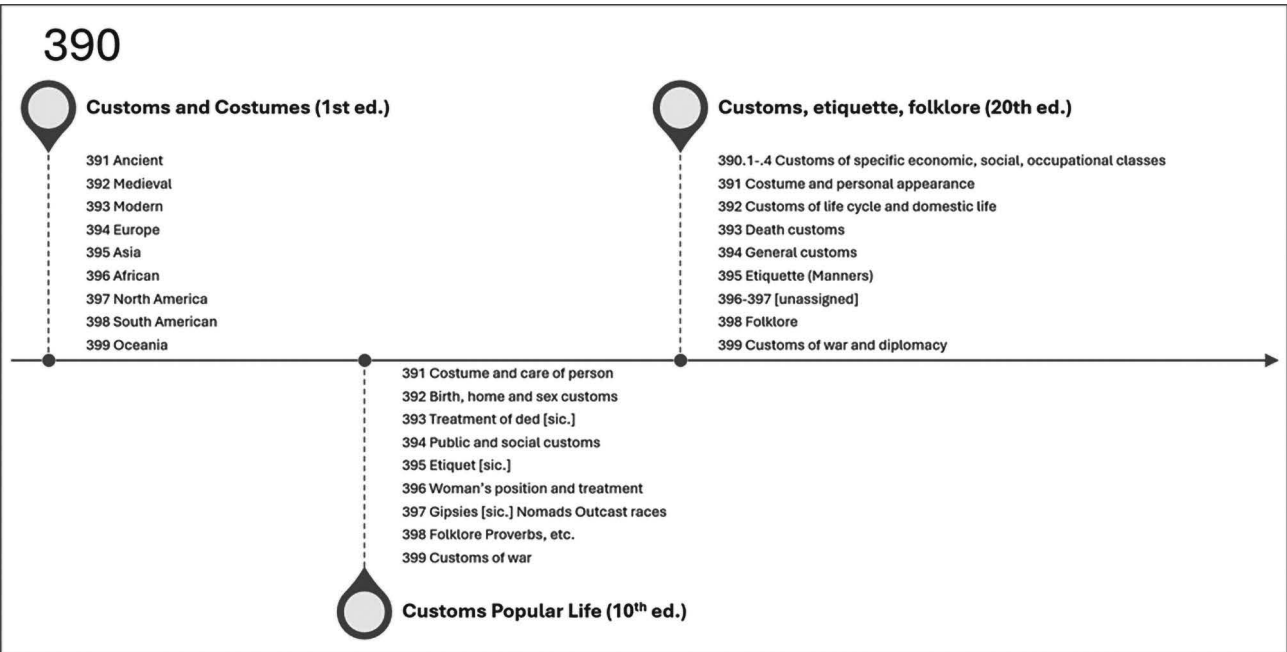 390
Customs and Costumes (1st ed.)
391 Ancient
392 Medieval
393 Modern
394 Europe
395 Asia
396 African
397 North America
398 South American
399 Oceania
Customs, etiquette, folklore (20th ed.)
390.1-.4 Customs of specific economic, social, occupational classes
391 Costume and personal appearance
392 Customs of life cycle and domestic life
393 Death customs
394 General customs
395 Etiquette (Manners)
396-397 [unassigned]
398 Folklore
399 Customs of war and diplomacy
391 Costume and care of person
392 Birth, home and sex customs
393 Treatment of ded [sic.]
394 Public and social customs
395 Etiquet [sic.]
396 Woman's position and treatment
397 Gipsies [sic.] Nomads Outcast races
398 Folklore Proverbs, etc.
399 Customs of war
Customs Popular Life (10th ed.)